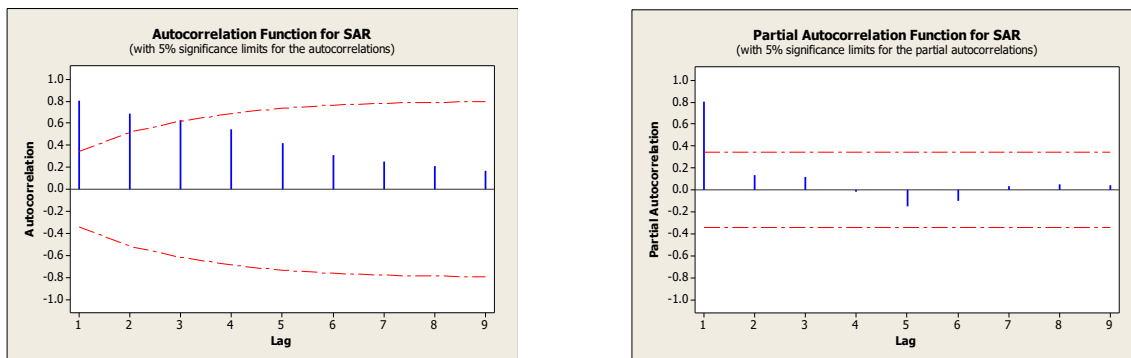 Autocorrelation Function for SAR
(with 5% significance limits for the autocorrelations)
Autocorrelation
1.0
0.8
0.6
0.4
0.2
0.0
-0.2
-0.4
-0.6
-0.8
-1.0
1 2 3 4 5 6 7 8 9
Lag
Partial Autocorrelation Function for SAR
(with 5% significance limits for the partial autocorrelations)
Partial Autocorrelation
1.0
0.8
0.6
0.4
0.2
0.0
-0.2
-0.4
-0.6
-0.8
-1.0
1 2 3 4 5 6 7 8 9
Lag